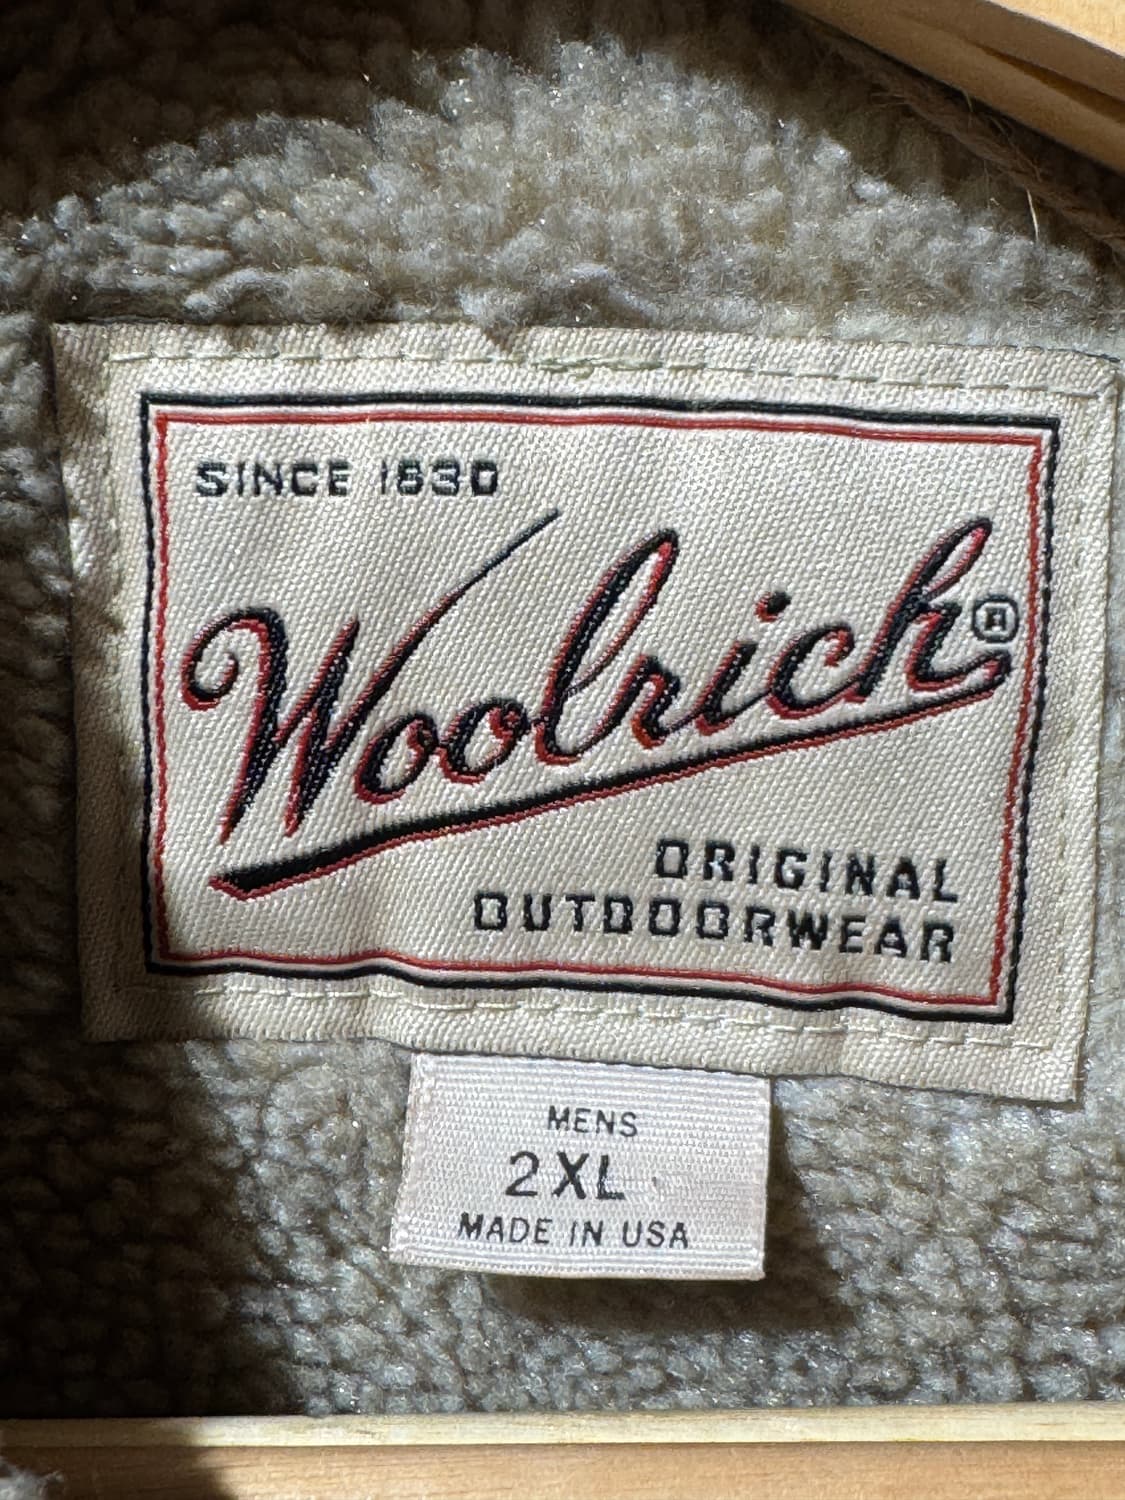 SINCE 1830
Woolrich®
ORIGINAL
OUTDOORWEAR
MENS
2XL
MADE IN USA